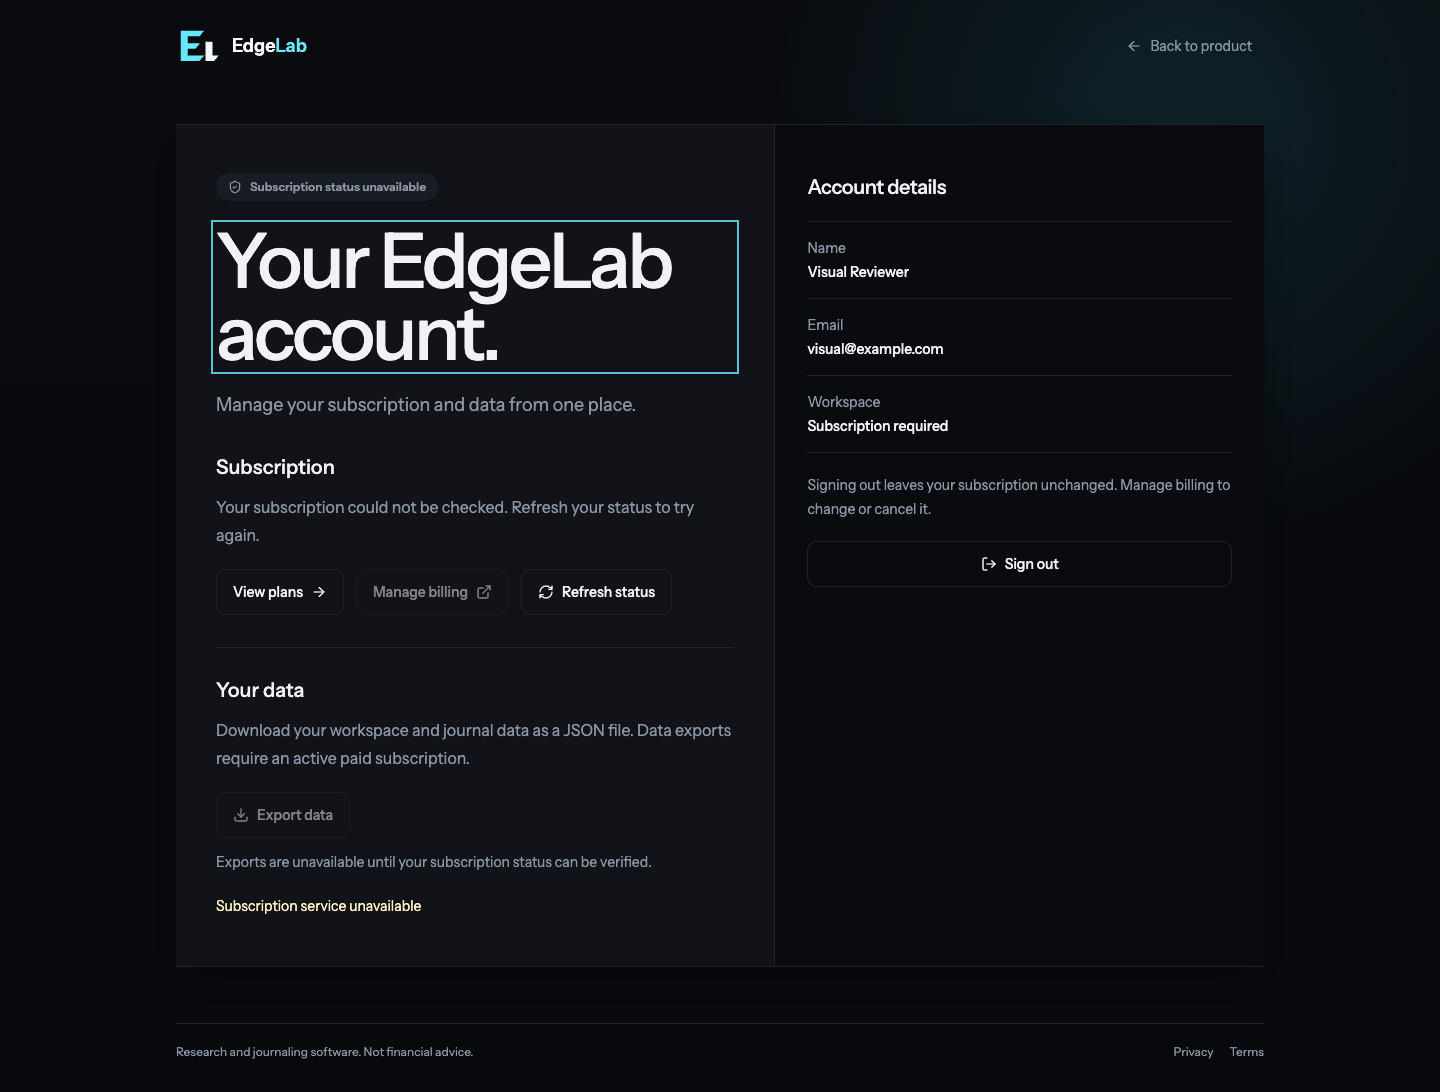 EL EdgeLab
Back to product
Subscription status unavailable
Your EdgeLab
account.
Manage your subscription and data from one place.
Subscription
Your subscription could not be checked. Refresh your status to try
again.
View plans
Manage billing
Refresh status
Your data
Download your workspace and journal data as a JSON file. Data exports
require an active paid subscription.
Export data
Exports are unavailable until your subscription status can be verified.
Subscription service unavailable
Account details
Name
Visual Reviewer
Email
visual@example.com
Workspace
Subscription required
Signing out leaves your subscription unchanged. Manage billing to
change or cancel it.
Sign out
Research and journaling software. Not financial advice.
Privacy
Terms